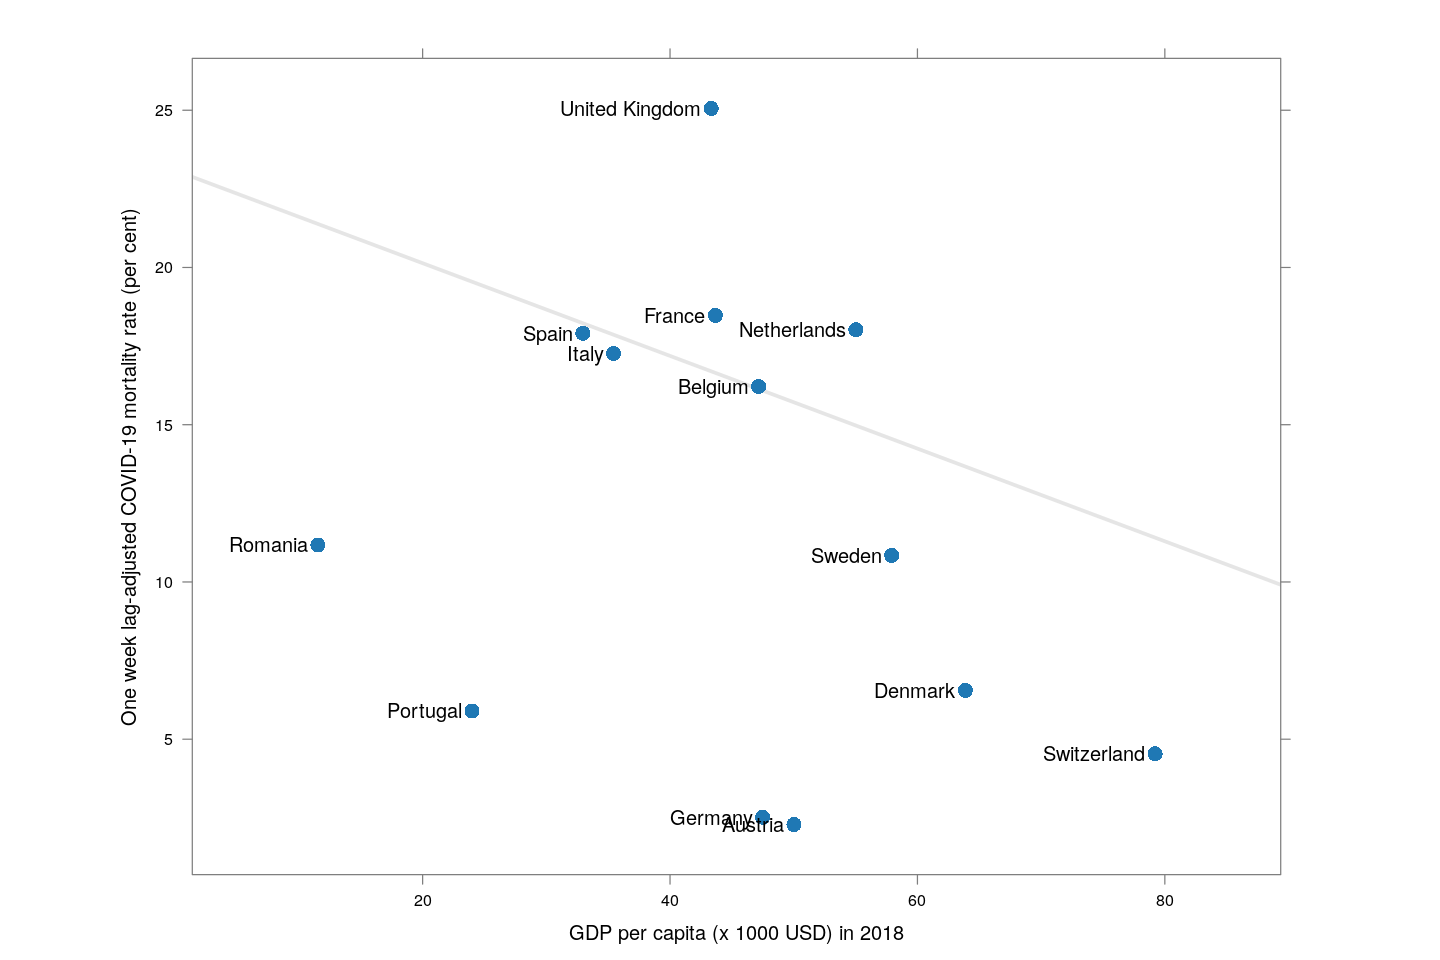 25
20
15
10
5
One week lag-adjusted COVID-19 mortality rate (per cent)
United Kingdom
France
Netherlands
Spain
Italy
Belgium
Romania
Sweden
Denmark
Portugal
Switzerland
Germany
Austria
20
40
60
80
GDP per capita (x 1000 USD) in 2018